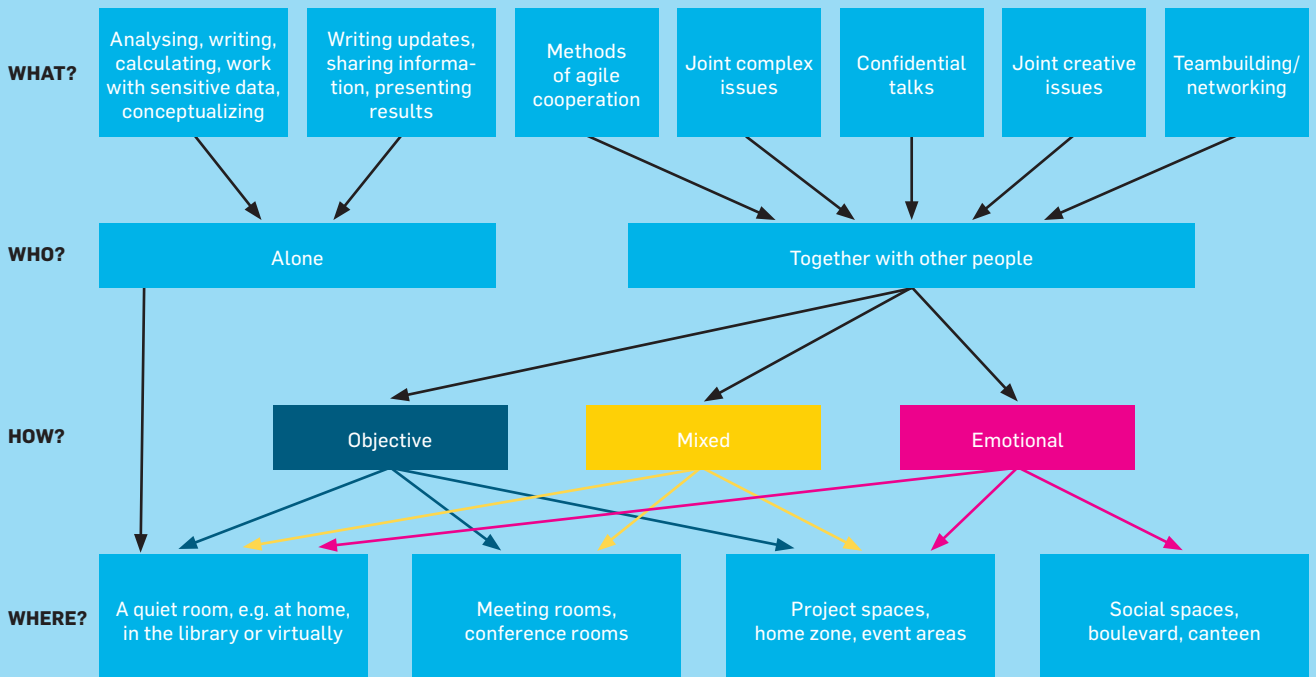 WHAT?
Analysing, writing,
calculating, work
with sensitive data,
conceptualizing
Writing updates,
sharing informa-
tion, presenting
results
Methods
of agile
cooperation
Joint complex
issues
Confidential
talks
Joint creative
issues
Teambuilding/
networking
WHO?
Alone
Together with other people
HOW?
Objective
Mixed
Emotional
WHERE?
A quiet room, e.g. at home,
in the library or virtually
Meeting rooms,
conference rooms
Project spaces,
home zone, event areas
Social spaces,
boulevard, canteen